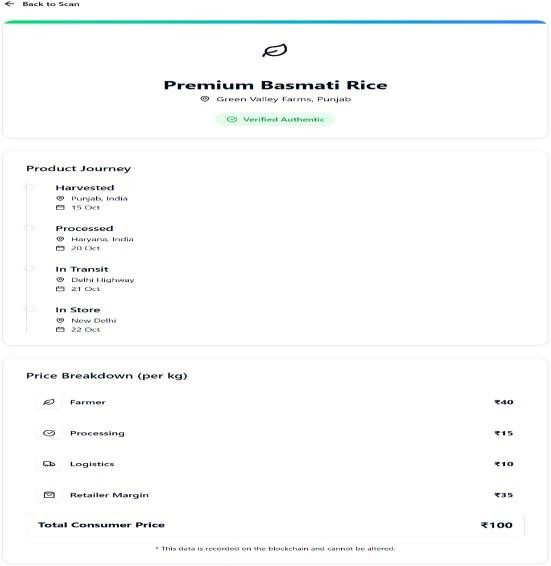 Back to Scan
Premium Basmati Rice
Green Valley Farms, Punjab
Verified Authentic
Product Journey
Harvested
Punjab, India
15 Oct
Processed
Haryana, India
20 Oct
In Transit
Delhi Highway
21 Oct
In Store
New Delhi
22 Oct
Price Breakdown (per kg)
Farmer ₹40
Processing ₹15
Logistics ₹10
Retailer Margin ₹35
Total Consumer Price ₹100
* This data is recorded on the blockchain and cannot be altered.